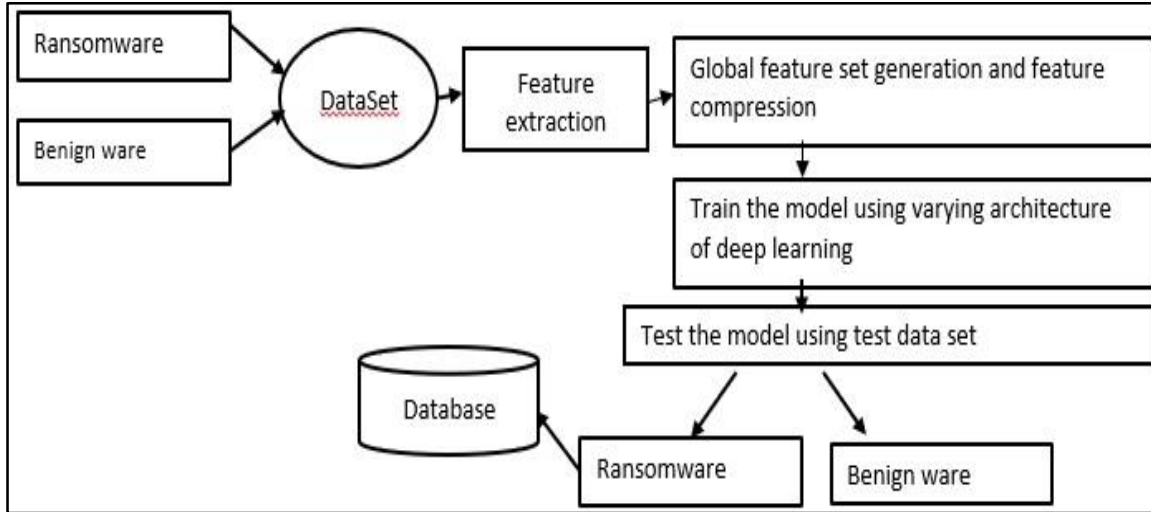 Ransomware
Benign ware
DataSet
Feature
extraction
Global feature set generation and feature
compression
Train the model using varying architecture
of deep learning
Test the model using test data set
Database
Ransomware
Benign ware